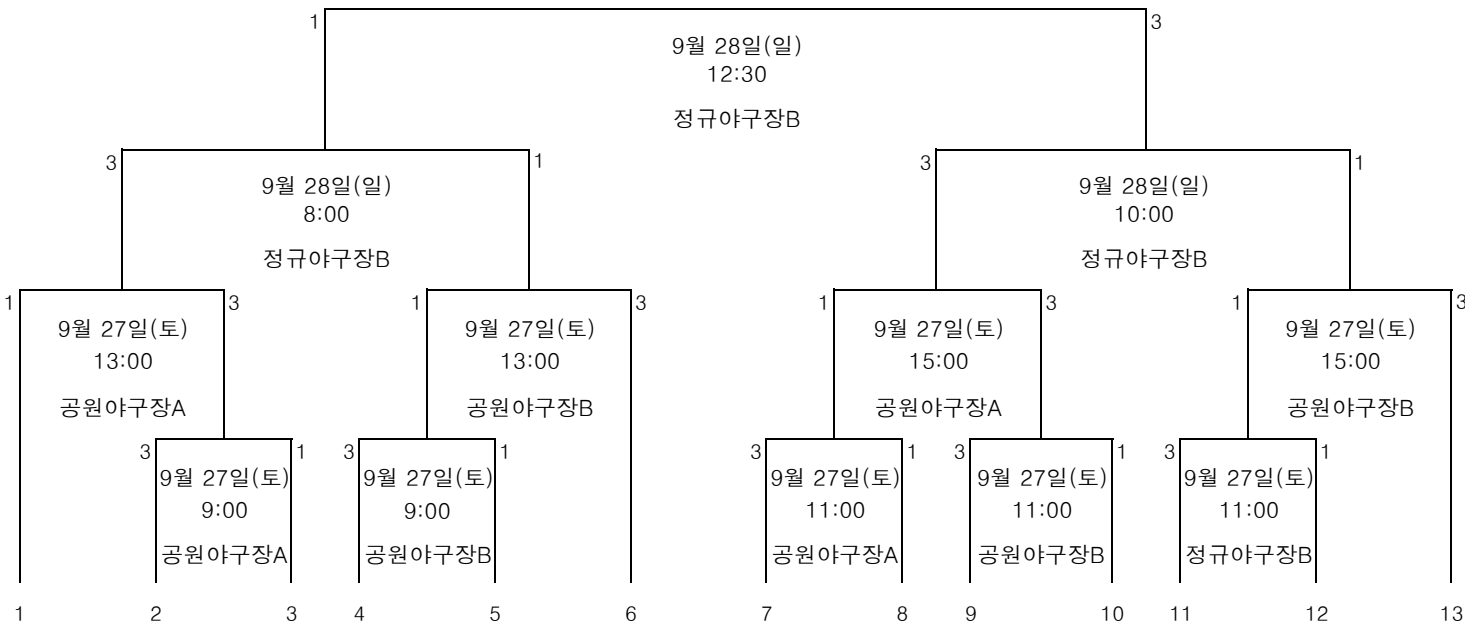 1 3
9월 28일(일)
12:30
정규야구장B
3 1 3 1
9월 28일(일) 9월 28일(일)
8:00 10:00
정규야구장B 정규야구장B
1 3 1 3 1 3 1 3
9월 27일(토) 9월 27일(토) 9월 27일(토) 9월 27일(토)
13:00 13:00 15:00 15:00
공원야구장A 공원야구장B 공원야구장A 공원야구장B
3 1 3 1 3 1 3 1 3 1
9월 27일(토) 9월 27일(토) 9월 27일(토) 9월 27일(토) 9월 27일(토)
9:00 9:00 11:00 11:00 11:00
공원야구장A 공원야구장B 공원야구장A 공원야구장B 정규야구장B
1 2 3 4 5 6 7 8 9 10 11 12 13